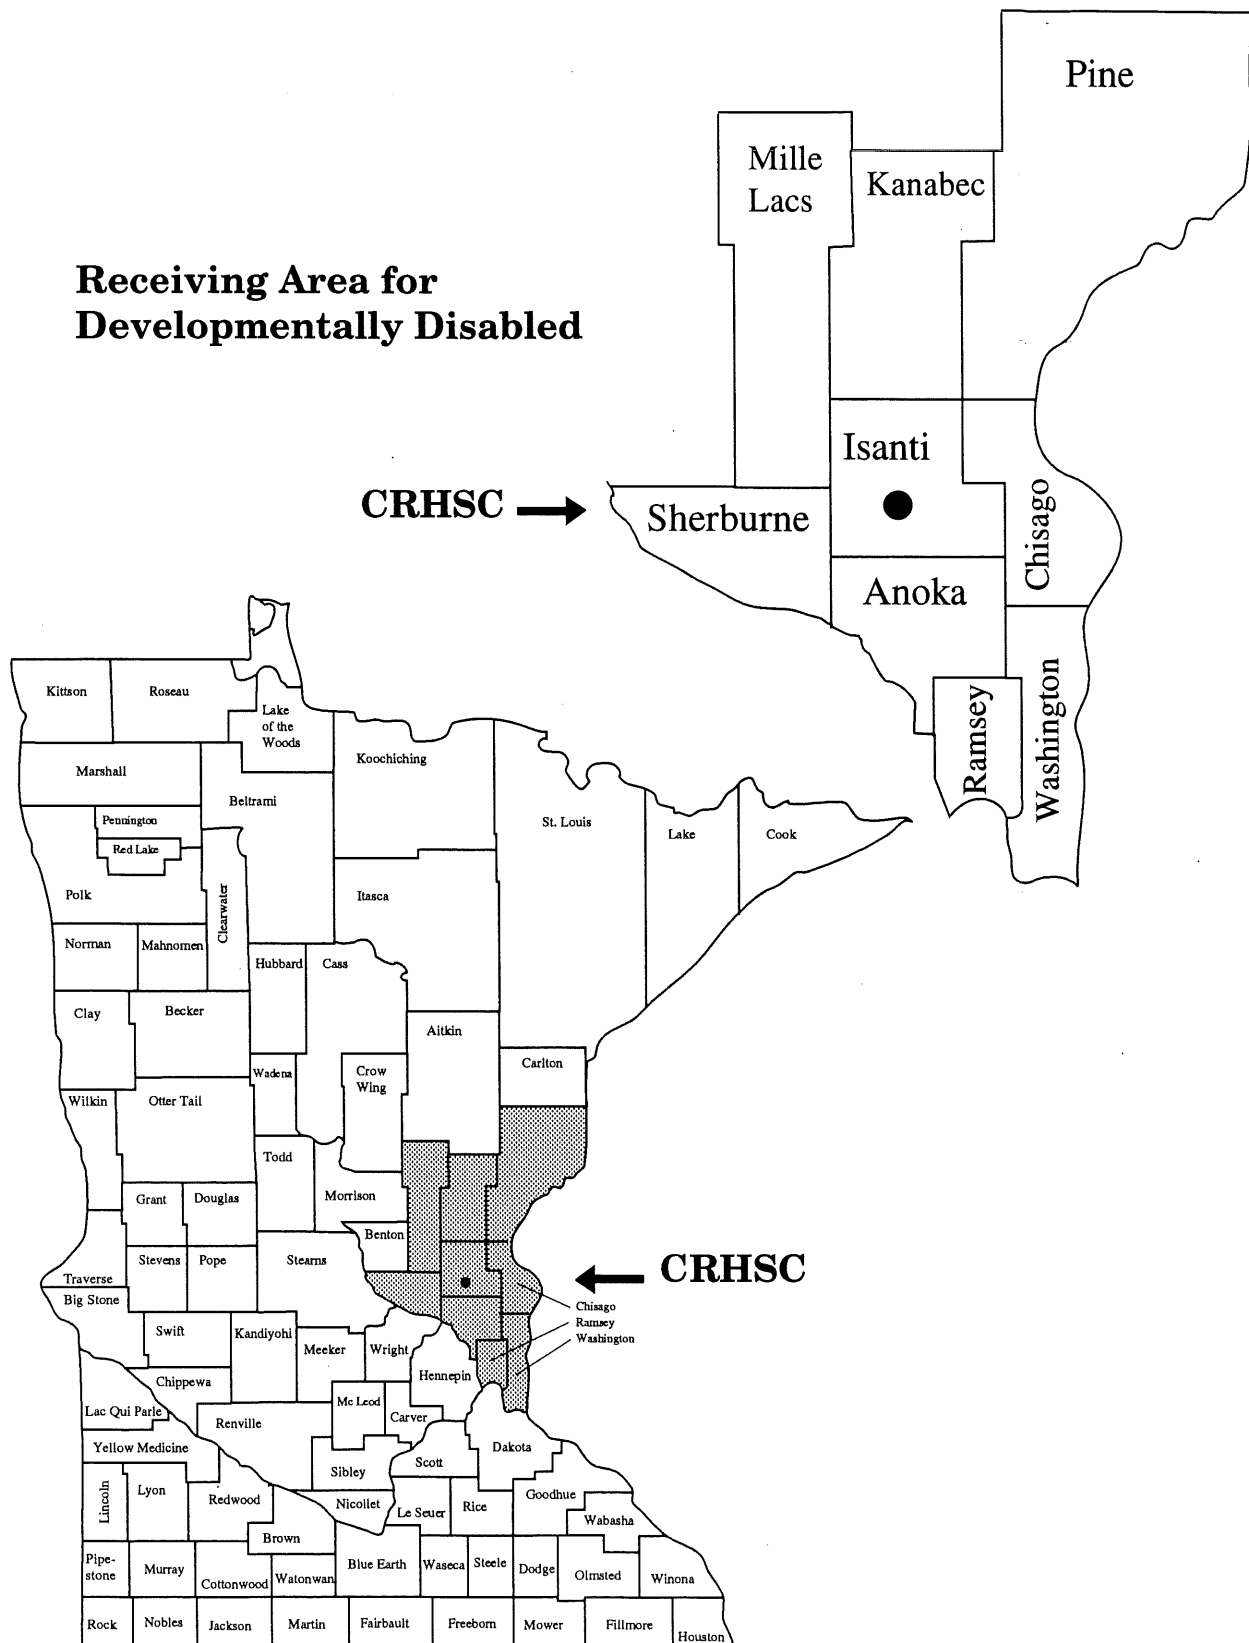 Pine
Mille
Lacs
Kanabec
Receiving Area for
Developmentally Disabled
Isanti
CRHSC
Sherburne
Chisago
Anoka
Ramsey
Washington
Kittson
Roseau
Lake
of the
Woods
Koochiching
Marshall
Beltrami
Pennington
Red Lake
St. Louis
Lake
Cook
Polk
Clearwater
Itasca
Norman
Mahnomen
Hubbard
Cass
Clay
Becker
Aitkin
Carlton
Wadena
Crow
Wing
Wilkin
Otter Tail
Todd
Morrison
Grant
Douglas
Benton
Stevens
Pope
Stearns
CRHSC
Traverse
Big Stone
Chisago
Ramsey
Washington
Swift
Kandiyohi
Meeker
Wright
Hennepin
Chippewa
Mc Leod
Carver
Lac Qui Parle
Renville
Yellow Medicine
Dakota
Scott
Sibley
Lincoln
Lyon
Redwood
Nicollet
Le Seuer
Rice
Goodhue
Wabasha
Brown
Pipe-
stone
Murray
Cottonwood
Watonwan
Blue Earth
Waseca
Steele
Dodge
Olmsted
Winona
Rock
Nobles
Jackson
Martin
Fairbault
Freeborn
Mower
Fillmore
Houston